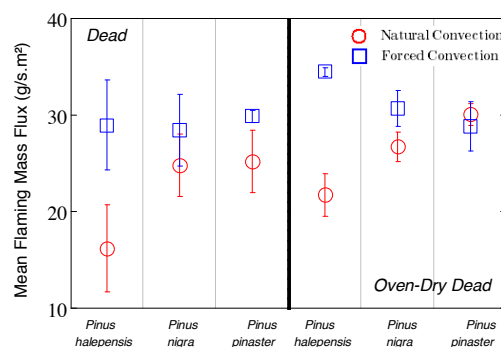 Mean Flaming Mass Flux (g/s.m²)
40
30
20
10
Dead
Natural Convection
Forced Convection
Oven-Dry Dead
Pinus halepensis
Pinus nigra
Pinus pinaster
Pinus halepensis
Pinus nigra
Pinus pinaster